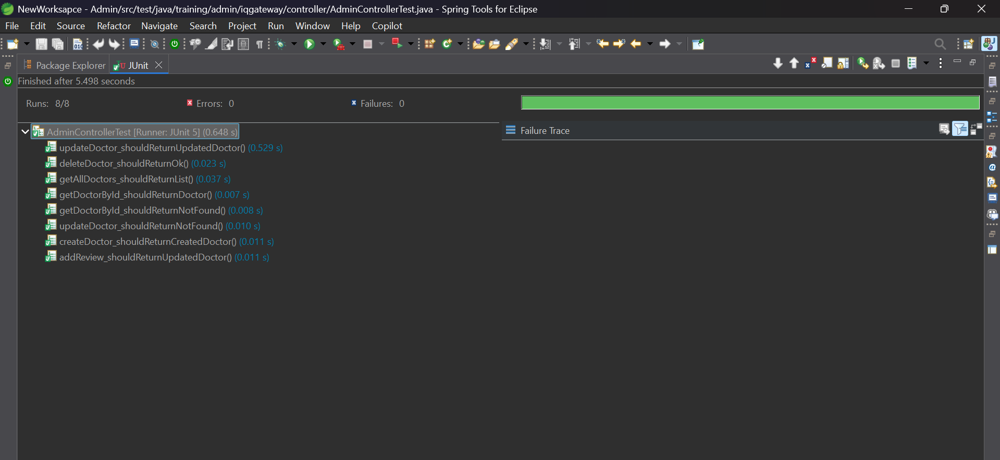 NewWorksapce - Admin/src/test/java/training/admin/iqgateway/controller/AdminControllerTest.java - Spring Tools for Eclipse
File Edit Source Refactor Navigate Search Project Run Window Help Copilot
Package Explorer JUnit
Finished after 5.498 seconds
Runs: 8/8 Errors: 0 Failures: 0
AdminControllerTest [Runner: JUnit 5] (0.648 s)
Failure Trace
updateDoctor_shouldReturnUpdatedDoctor() (0.529 s)
deleteDoctor_shouldReturnOk() (0.023 s)
getAllDoctors_shouldReturnList() (0.037 s)
getDoctorById_shouldReturnDoctor() (0.007 s)
getDoctorById_shouldReturnNotFound() (0.008 s)
updateDoctor_shouldReturnNotFound() (0.010 s)
createDoctor_shouldReturnCreatedDoctor() (0.011 s)
addReview_shouldReturnUpdatedDoctor() (0.011 s)